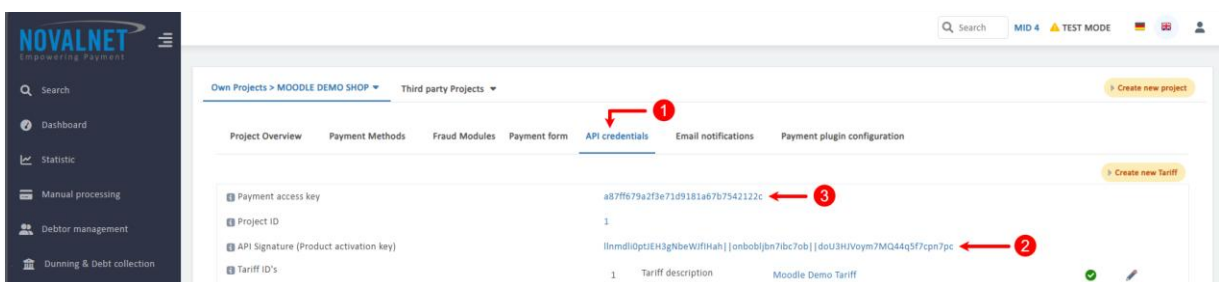 NOVALNET
Empowering Payment
Search MID 4 TEST MODE
Search
Dashboard
Statistic
Manual processing
Debtor management
Dunning & Debt collection
Own Projects > MOODLE DEMO SHOP Third party Projects Create new project
1
Project Overview Payment Methods Fraud Modules Payment form API credentials Email notifications Payment plugin configuration
Create new Tariff
Payment access key a87ff679a2f3e71d9181a67b7542122c 3
Project ID 1
API Signature (Product activation key) 2
Tariff ID's 1 Tariff description Moodle Demo Tariff